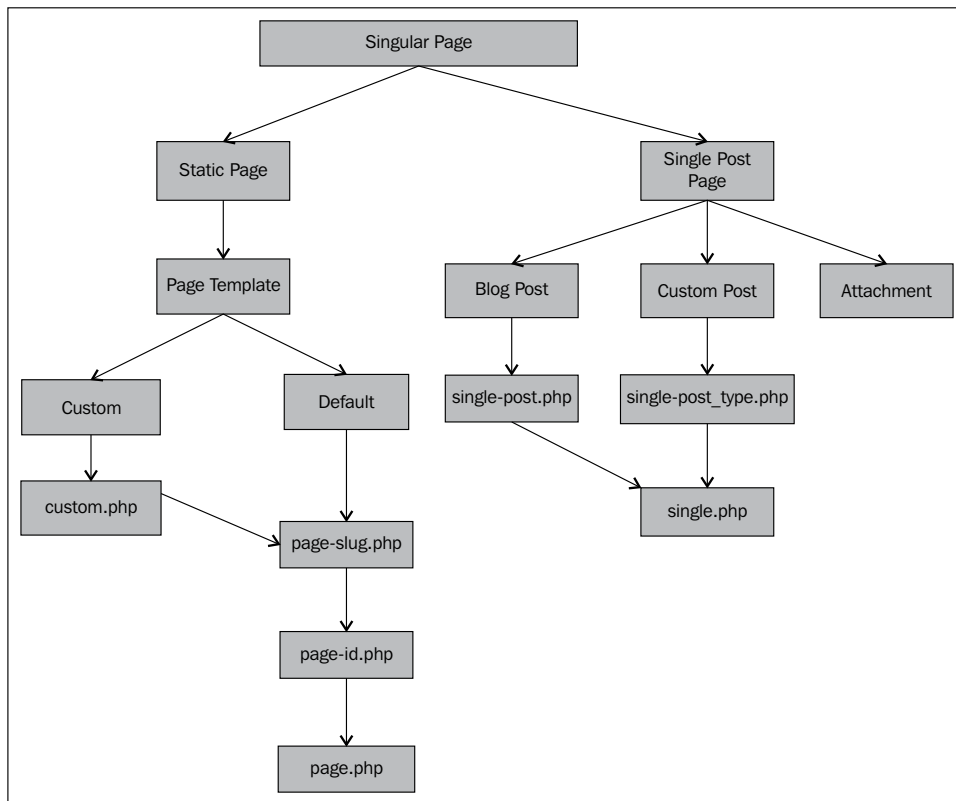 Singular Page
Static Page
Single Post
Page
Page Template
Blog Post
Custom Post
Attachment
Custom
Default
single-post.php
single-post_type.php
custom.php
page-slug.php
single.php
page-id.php
page.php